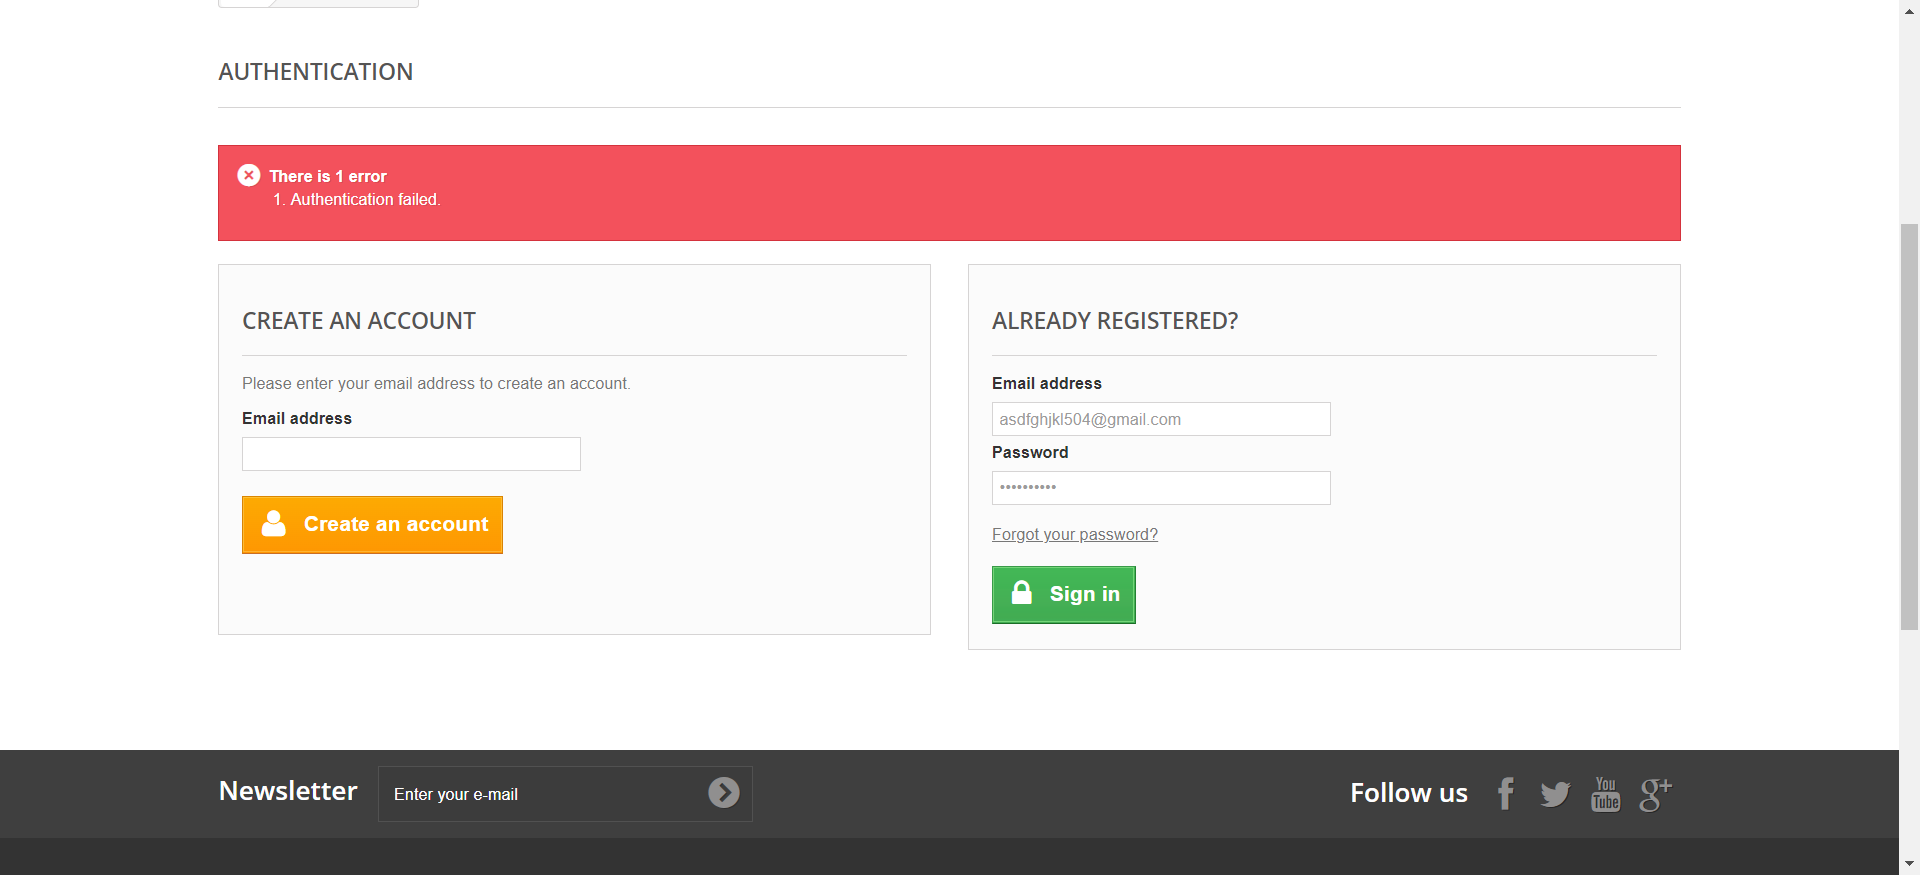 AUTHENTICATION
There is 1 error
1. Authentication failed.
CREATE AN ACCOUNT
Please enter your email address to create an account.
Email address
Create an account
ALREADY REGISTERED?
Email address
asdfghjkl504@gmail.com
Password
••••••••••
Forgot your password?
Sign in
Newsletter
Enter your e-mail
Follow us
f
You
Tube
g+